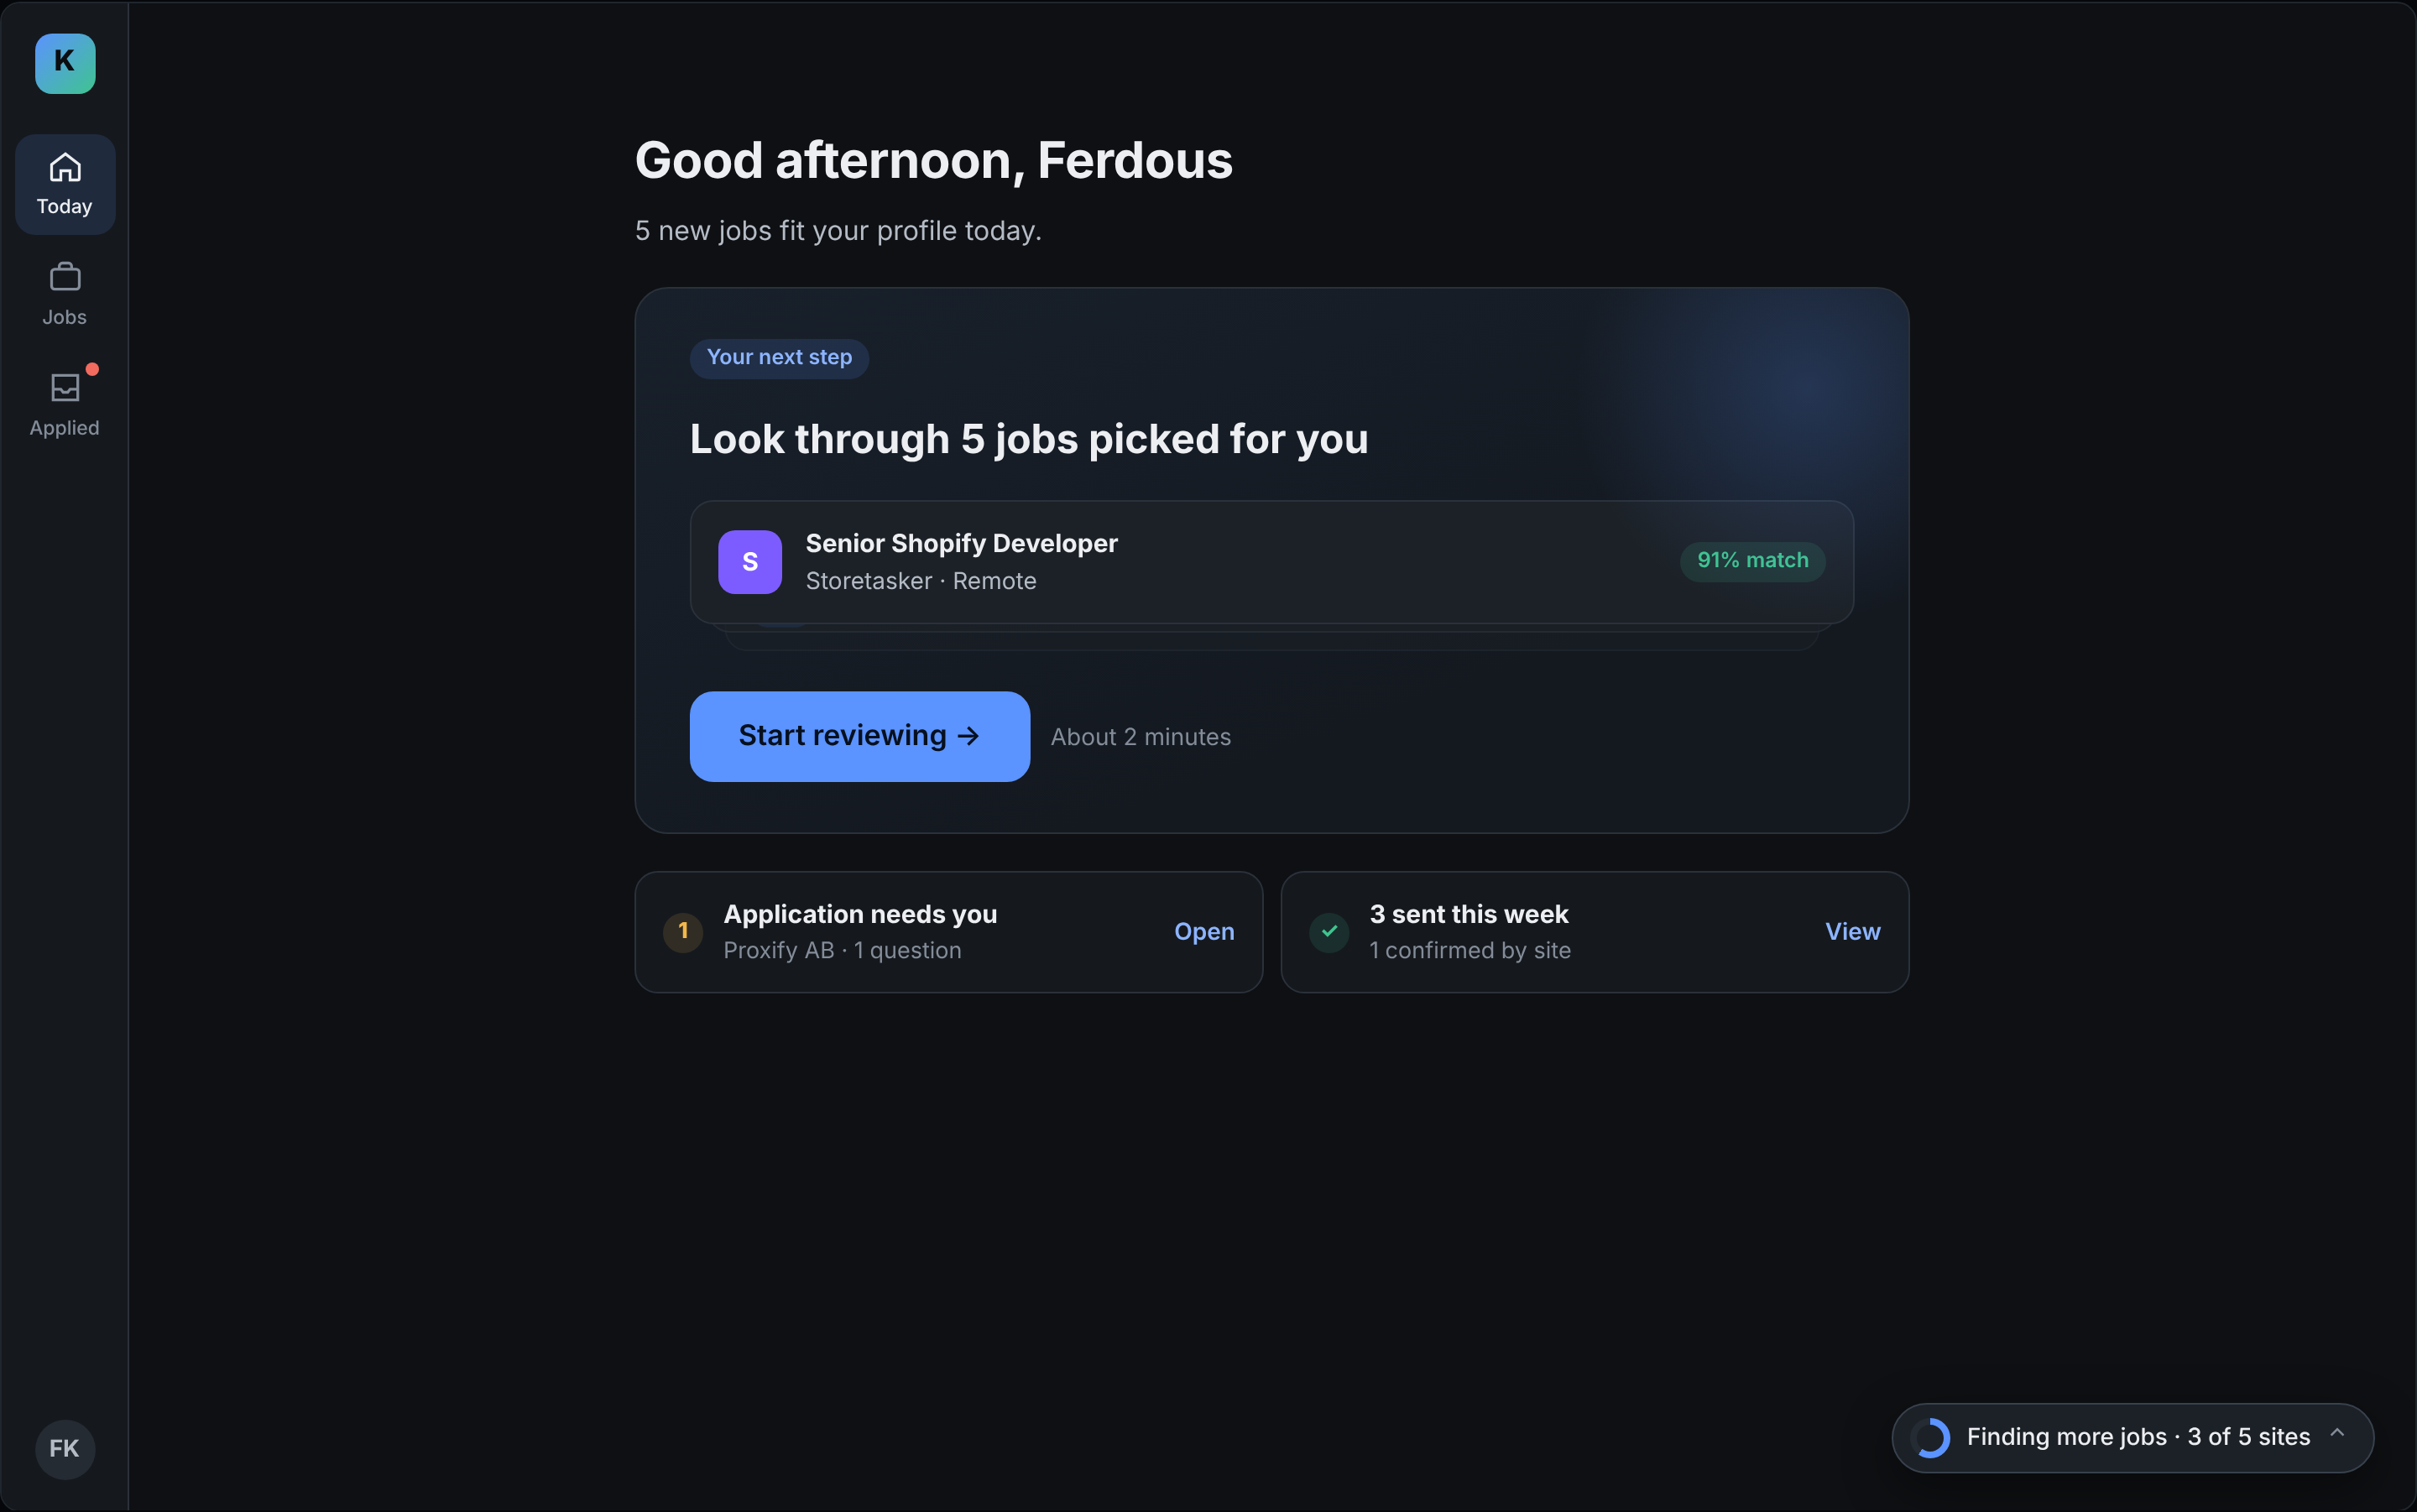 K
Today
Jobs
Applied
FK
Good afternoon, Ferdous
5 new jobs fit your profile today.
Your next step
Look through 5 jobs picked for you
S
Senior Shopify Developer
Storetasker · Remote
91% match
Start reviewing →
About 2 minutes
1
Application needs you
Proxify AB · 1 question
Open
3 sent this week
1 confirmed by site
View
Finding more jobs · 3 of 5 sites